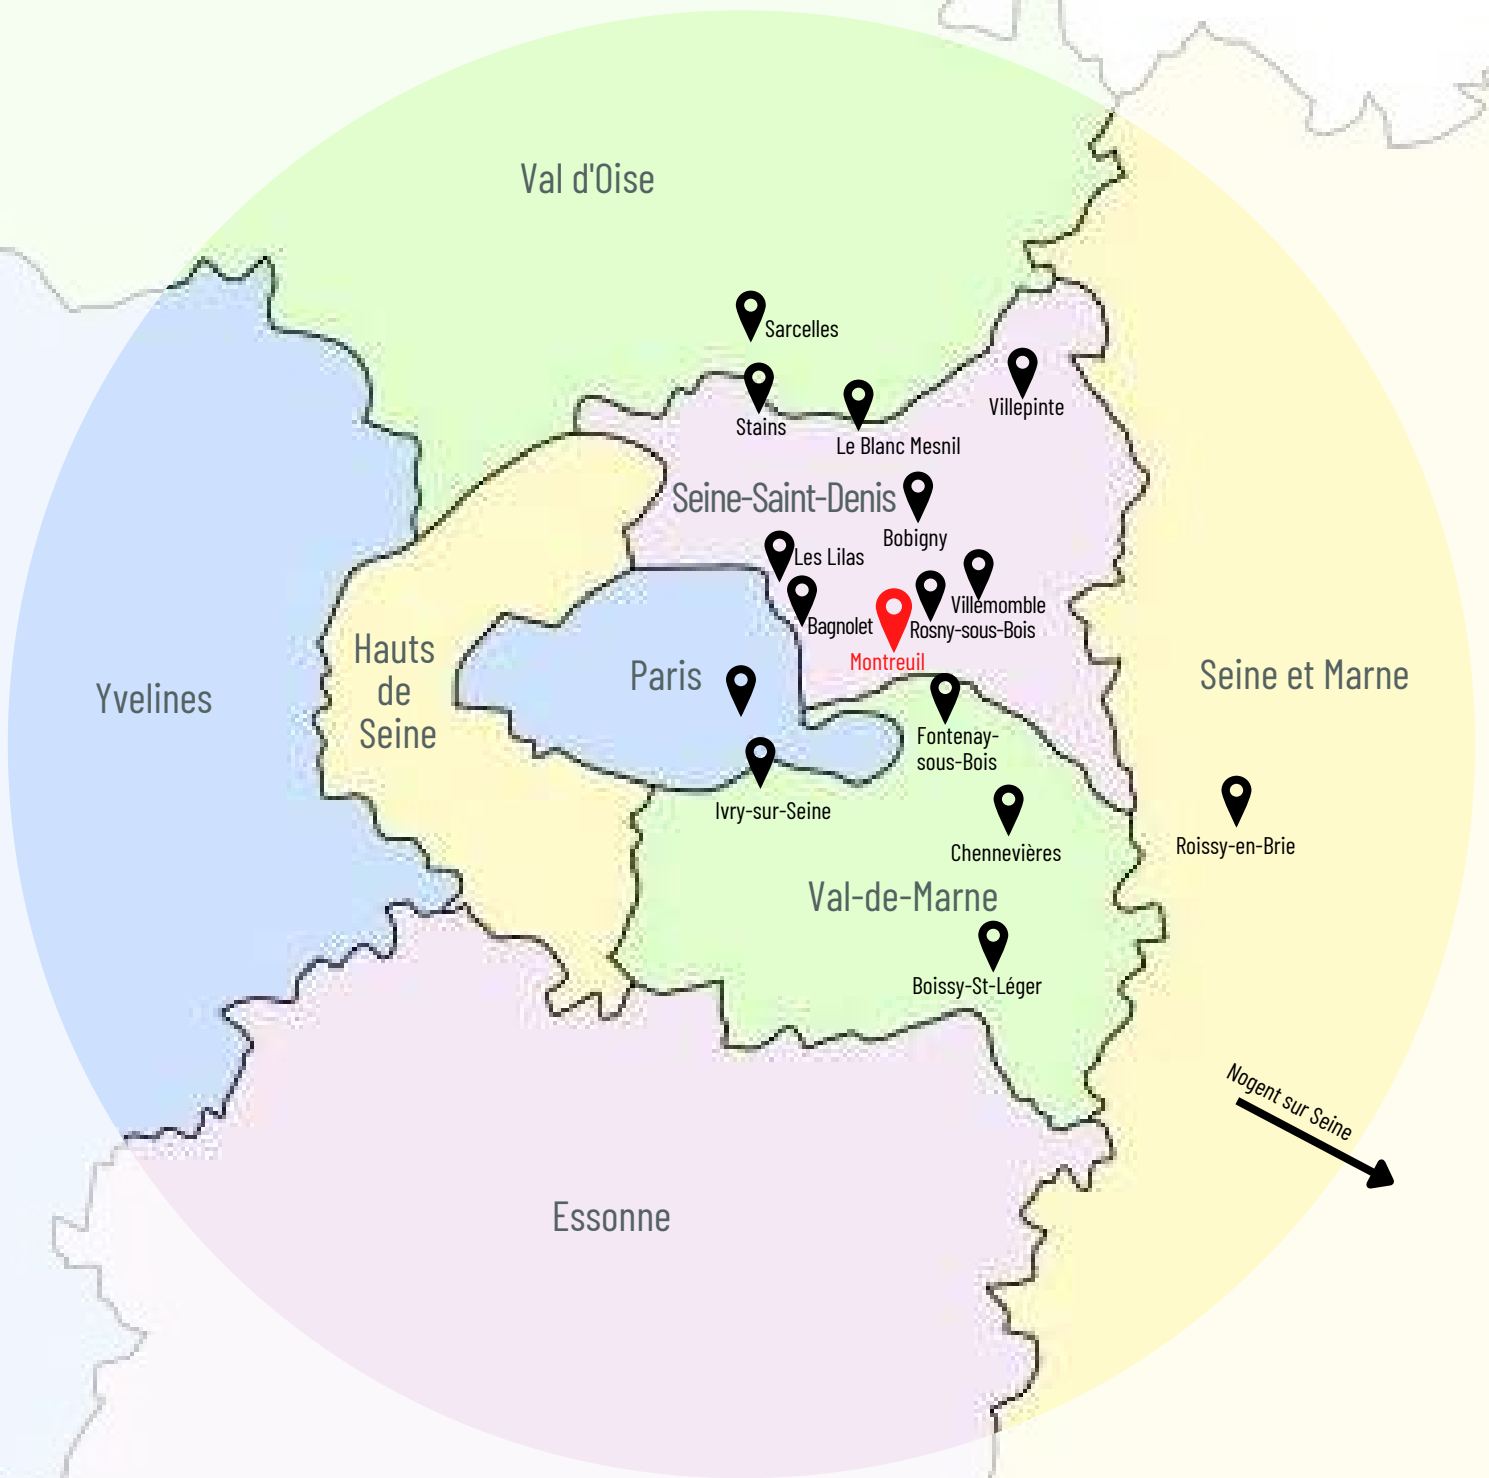 Val d'Oise
Sarcelles
Stains
Villepinte
Le Blanc Mesnil
Seine-Saint-Denis
Bobigny
Les Lilas
Villemomble
Bagnolet
Rosny-sous-Bois
Montreuil
Hauts
de
Seine
Paris
Yvelines
Seine et Marne
Fontenay-
sous-Bois
Ivry-sur-Seine
Chennevières
Roissy-en-Brie
Val-de-Marne
Boissy-St-Léger
Nogent sur Seine
Essonne